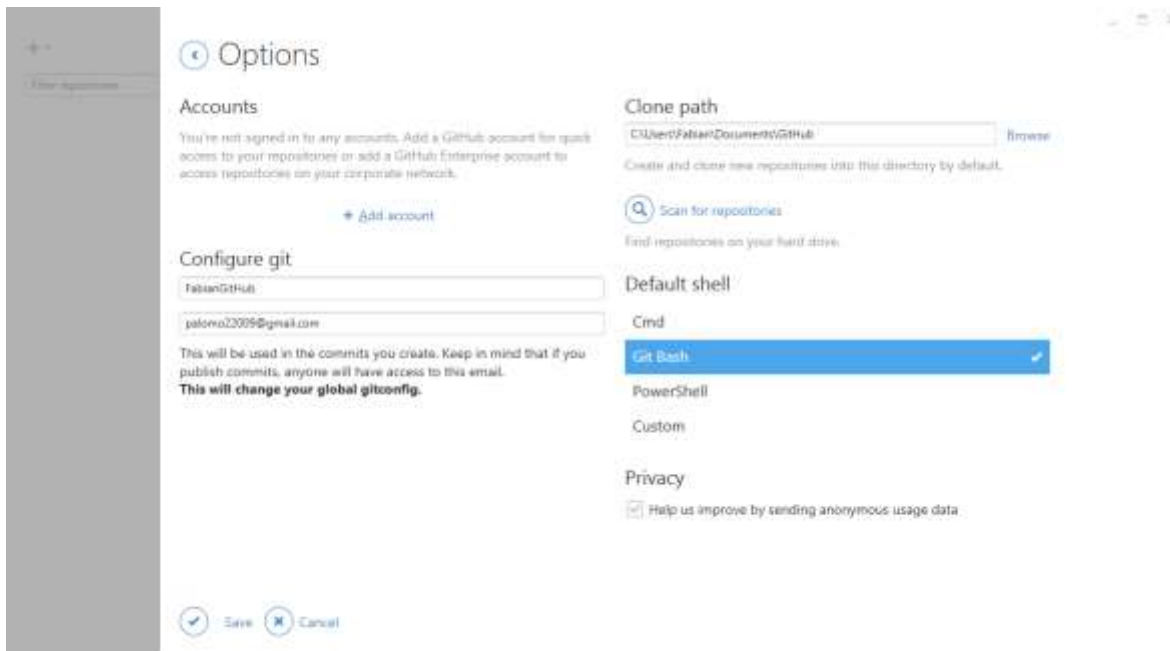 Filter repositories
Options
Accounts
You're not signed in to any accounts. Add a GitHub account for quick
access to your repositories or add a GitHub Enterprise account to
access repositories on your corporate network.
+ Add account
Configure git
FabianGitHub
palomo22009@gmail.com
This will be used in the commits you create. Keep in mind that if you
publish commits, anyone will have access to this email.
This will change your global gitconfig.
Clone path
C:\Users\Fabian\Documents\GitHub
Browse
Create and clone new repositories into this directory by default.
Scan for repositories
Find repositories on your hard drive.
Default shell
Cmd
Git Bash
PowerShell
Custom
Privacy
Help us improve by sending anonymous usage data
Save
Cancel